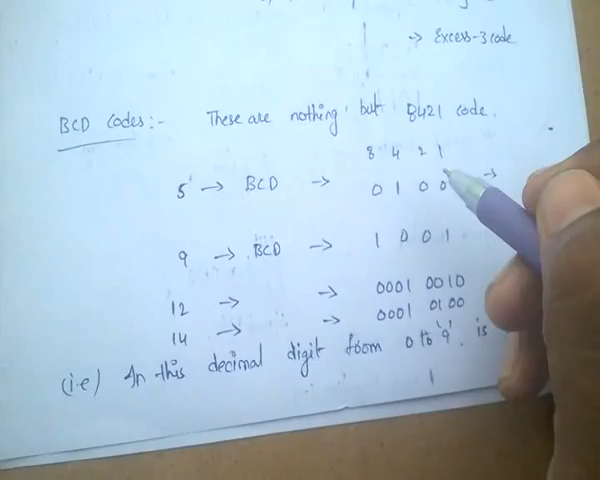 → Excess-3 code
BCD codes:- These are nothing but 8421 code.
8 4 2 1
5 → BCD → 0 1 0 0 →
9 → BCD → 1 0 0 1
12 → → 0001 0010
14 → → 0001 0100
(i.e) In this decimal digit from 0 to '9'. is